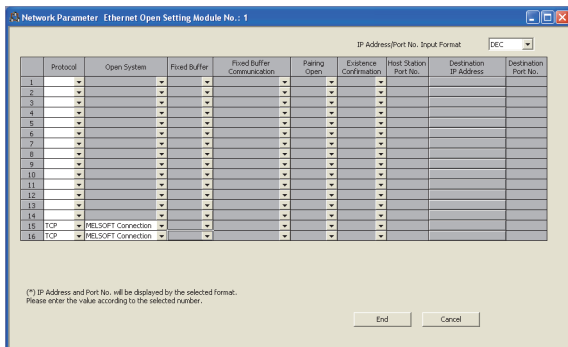 Network Parameter Ethernet Open Setting Module No.: 1
IP Address/Port No. Input Format DEC
Protocol Open System Fixed Buffer Fixed Buffer Communication Pairing Open Existence Confirmation Host Station Port No. Destination IP Address Destination Port No.
1
2
3
4
5
6
7
8
9
10
11
12
13
14
15 TCP MELSOFT Connection
16 TCP MELSOFT Connection
(*) IP Address and Port No. will be displayed by the selected format.
Please enter the value according to the selected number.
End Cancel